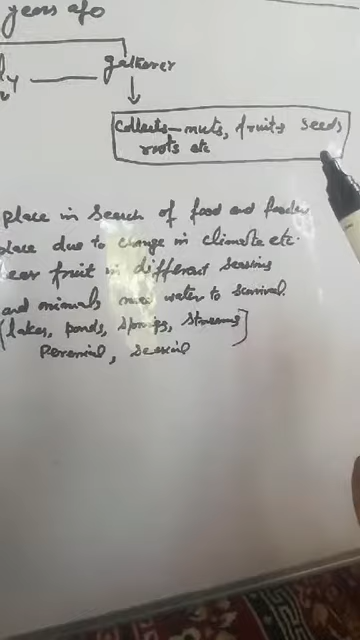 years ago
gatherer
Collects - nuts, fruits seeds
roots etc
place in search of food and fodder
place due to change in climate etc.
bear fruit in different seasons
and animals need water to survival.
(lakes, ponds, springs, streams)
Perennial, seasonal